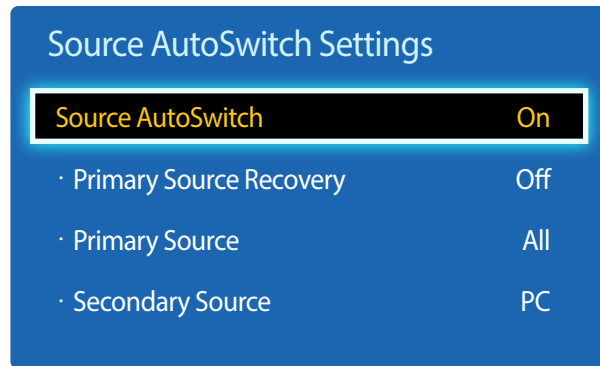 Source AutoSwitch Settings
Source AutoSwitch On
· Primary Source Recovery Off
· Primary Source All
· Secondary Source PC